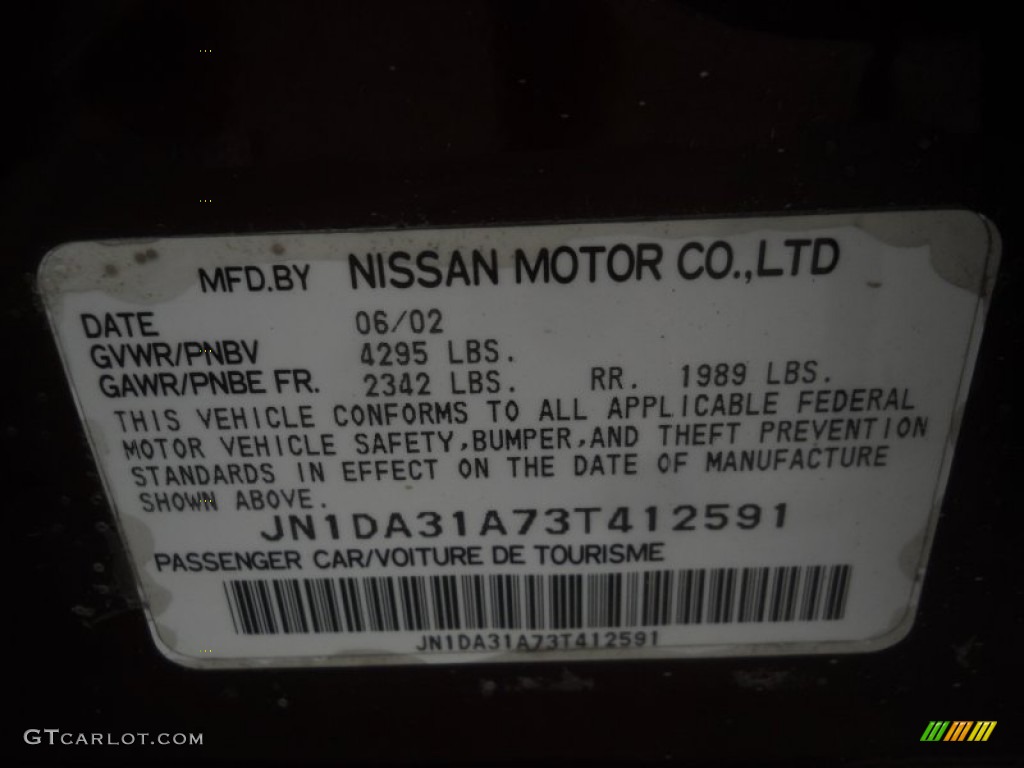 MFD.BY NISSAN MOTOR CO.,LTD
DATE 06/02
GVWR/PNBV 4295 LBS.
GAWR/PNBE FR. 2342 LBS. RR. 1989 LBS.
THIS VEHICLE CONFORMS TO ALL APPLICABLE FEDERAL
MOTOR VEHICLE SAFETY,BUMPER,AND THEFT PREVENTION
STANDARDS IN EFFECT ON THE DATE OF MANUFACTURE
SHOWN ABOVE.
JN1DA31A73T412591
PASSENGER CAR/VOITURE DE TOURISME
JN1DA31A73T412591
GTCARLOT.COM